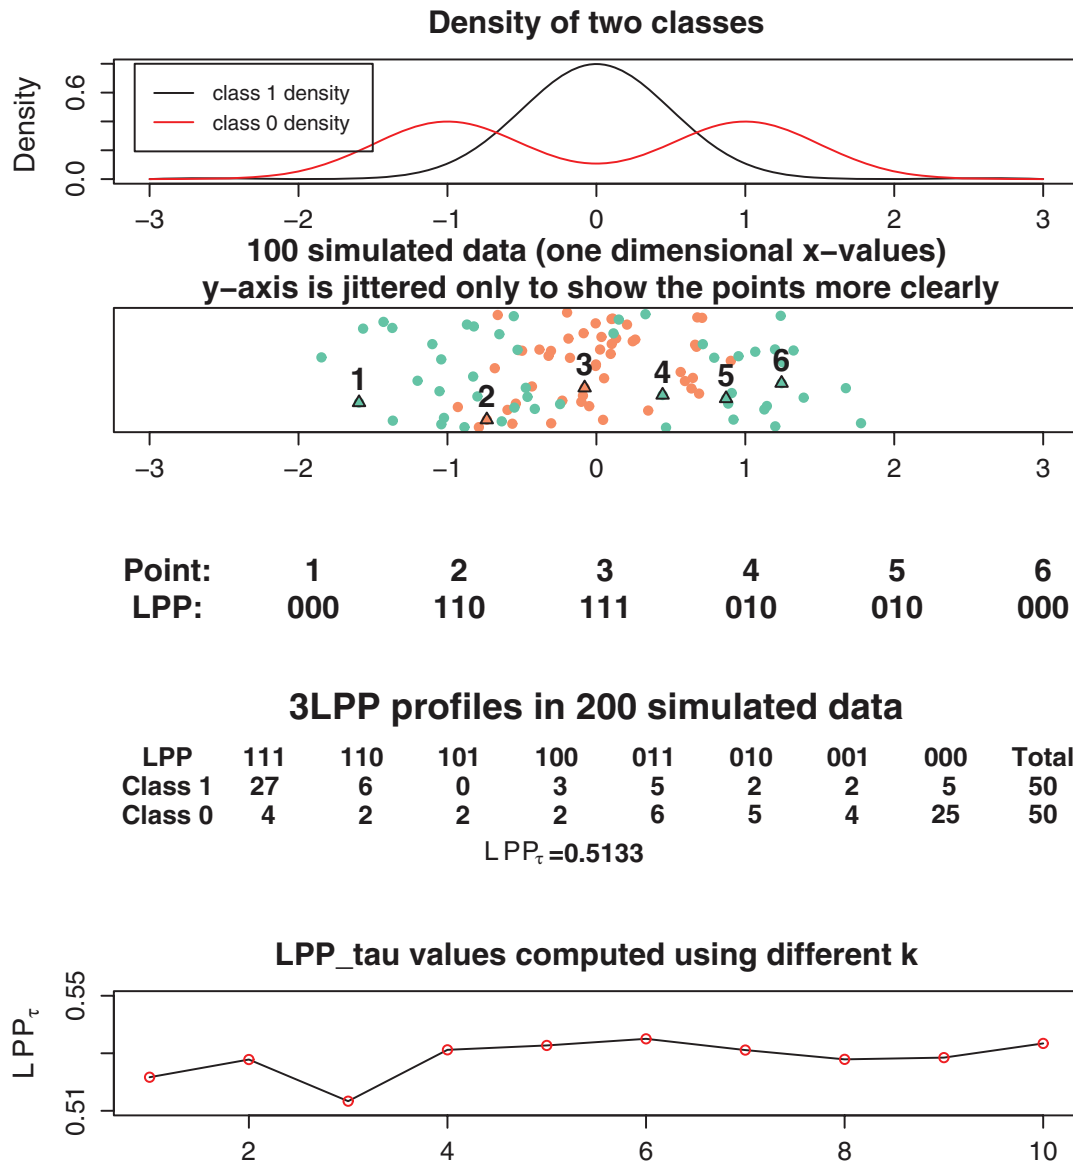 Density of two classes
Density
0.0
0.6
class 1 density
class 0 density
−3 −2 −1 0 1 2 3
100 simulated data (one dimensional x−values)
y−axis is jittered only to show the points more clearly
1 2 3 4 5 6
−3 −2 −1 0 1 2 3
Point: 1 2 3 4 5 6
LPP: 000 110 111 010 010 000
3LPP profiles in 200 simulated data
LPP 111 110 101 100 011 010 001 000 Total
Class 1 27 6 0 3 5 2 2 5 50
Class 0 4 2 2 2 6 5 4 25 50
LPPτ=0.5133
LPP_tau values computed using different k
LPPτ
0.51
0.55
2 4 6 8 10